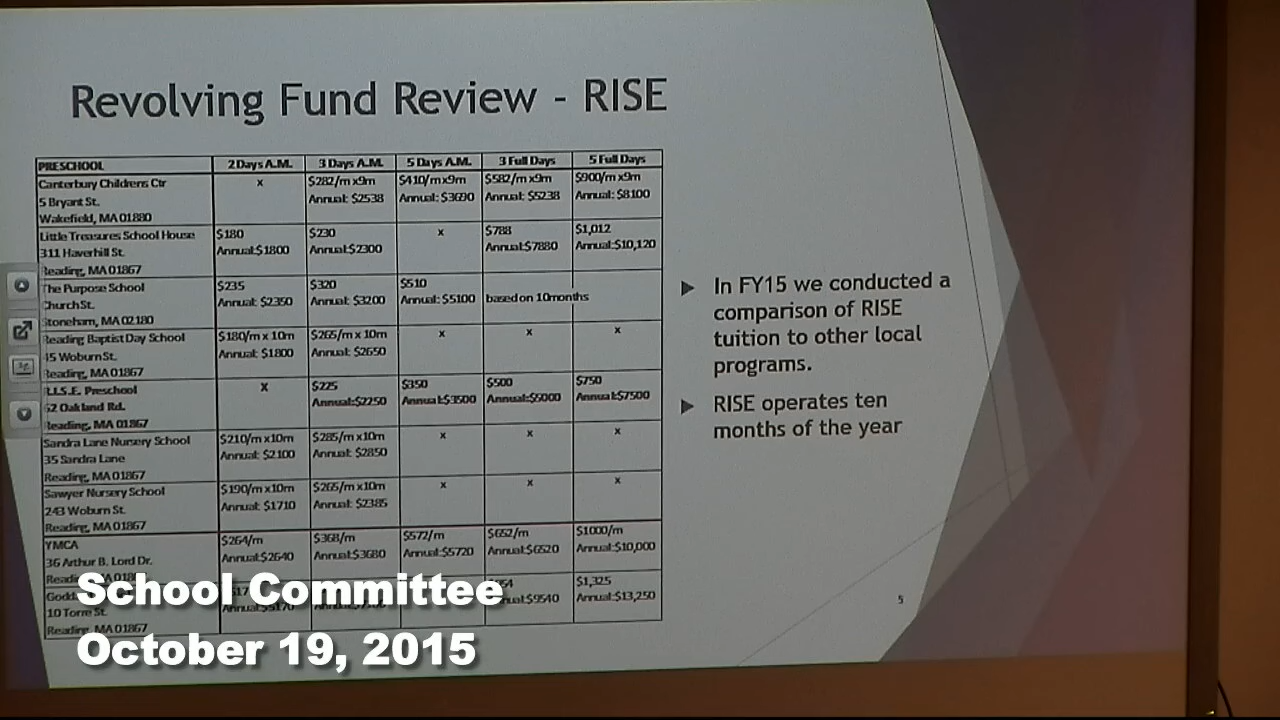 Revolving Fund Review - RISE
PRESCHOOL 2 Days A.M. 3 Days A.M. 5 Days A.M. 3 Full Days 5 Full Days
Canterbury Childrens Ctr x $282/m x9m $410/m x9m $582/m x9m $900/m x9m
5 Bryant St. Annual: $2538 Annual: $3690 Annual: $5238 Annual: $8100
Wakefield, MA 01880
Little Treasures School House $180 $230 x $788 $1,012
311 Haverhill St. Annual:$1800 Annual:$2300 Annual:$7880 Annual:$10,120
Reading, MA 01867
The Purpose School $235 $320 $510
Church St. Annual: $2350 Annual: $3200 Annual: $5100 based on 10months
Stoneham, MA 02180
Reading Baptist Day School $180/m x 10m $265/m x 10m x x x
45 Woburn St. Annual: $1800 Annual: $2650
Reading, MA 01867
R.I.S.E. Preschool x $225 $350 $500 $750
62 Oakland Rd. Annual:$2250 Annual:$3500 Annual:$5000 Annual:$7500
Reading, MA 01867
Sandra Lane Nursery School $210/m x10m $285/m x10m x x x
35 Sandra Lane Annual: $2100 Annual: $2850
Reading, MA 01867
Sawyer Nursery School $190/m x10m $265/m x10m x x x
243 Woburn St. Annual: $1710 Annual: $2385
Reading, MA 01867
YMCA $264/m $368/m $572/m $652/m $1000/m
36 Arthur B. Lord Dr. Annual:$2640 Annual:$3680 Annual:$5720 Annual:$6520 Annual:$10,000
$1,325
10 Torre St. Annual:$9540 Annual:$13,250
Reading, MA 01867
In FY15 we conducted a
comparison of RISE
tuition to other local
programs.
RISE operates ten
months of the year
5
School Committee
October 19, 2015